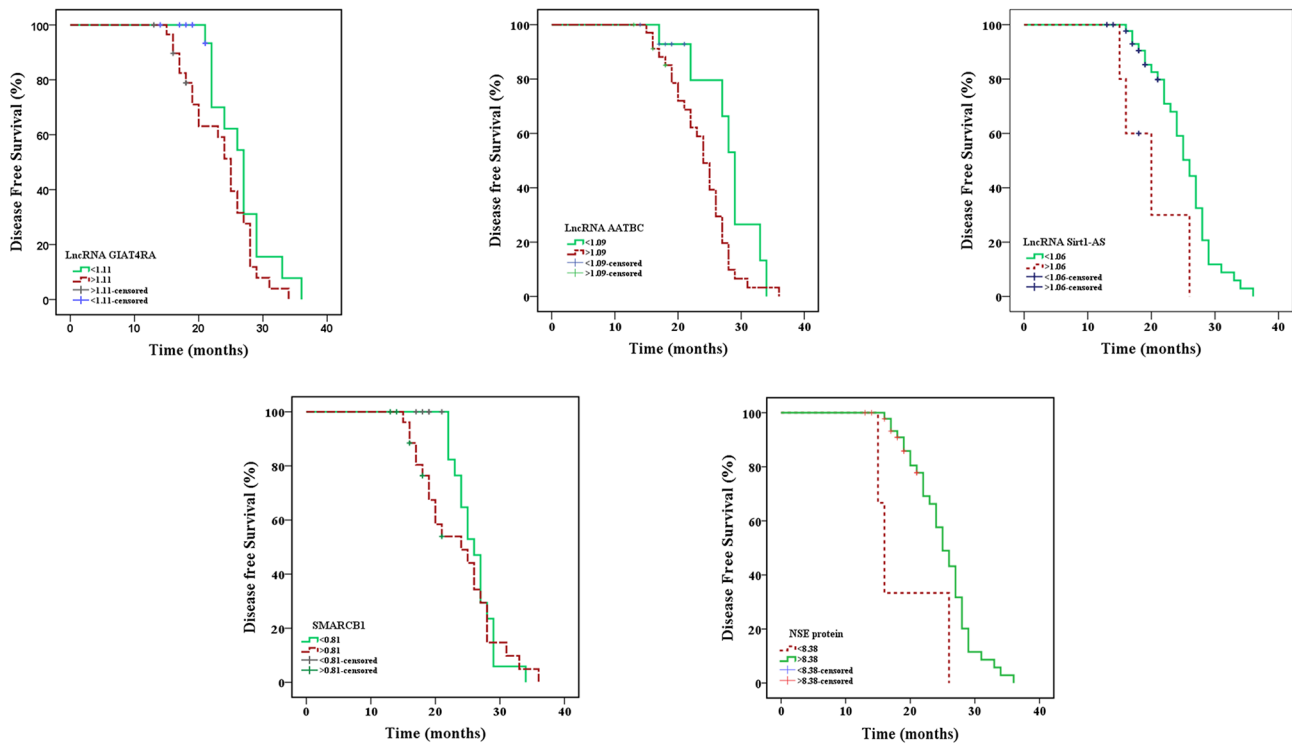 Disease Free Survival (%)
100
80
60
40
20
0
LncRNA GIAT4RA
<1.11
>1.11
>1.11-censored
<1.11-censored
0 10 20 30 40
Time (months)
Disease free Survival (%)
100
80
60
40
20
0
LncRNA AATBC
<1.09
>1.09
<1.09-censored
>1.09-censored
0 10 20 30 40
Time (months)
Disease Free Survival (%)
100
80
60
40
20
0
LncRNA Sirt1-AS
<1.06
>1.06
<1.06-censored
>1.06-censored
0 10 20 30 40
Time (months)
Disease free Survival (%)
100
80
60
40
20
0
SMARCB1
<0.81
>0.81
<0.81-censored
>0.81-censored
0 10 20 30 40
Time (months)
Disease Free Survival (%)
100
80
60
40
20
0
NSE protein
<8.38
>8.38
<8.38-censored
>8.38-censored
0 10 20 30 40
Time (months)